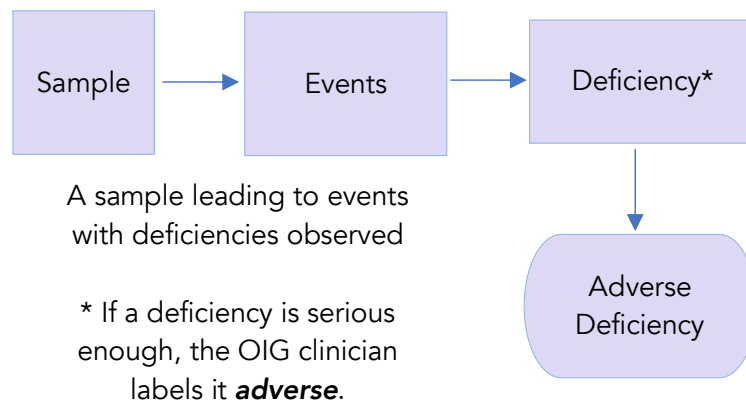 Sample
Events
Deficiency*
A sample leading to events
with deficiencies observed
Adverse
Deficiency
* If a deficiency is serious
enough, the OIG clinician
labels it adverse.